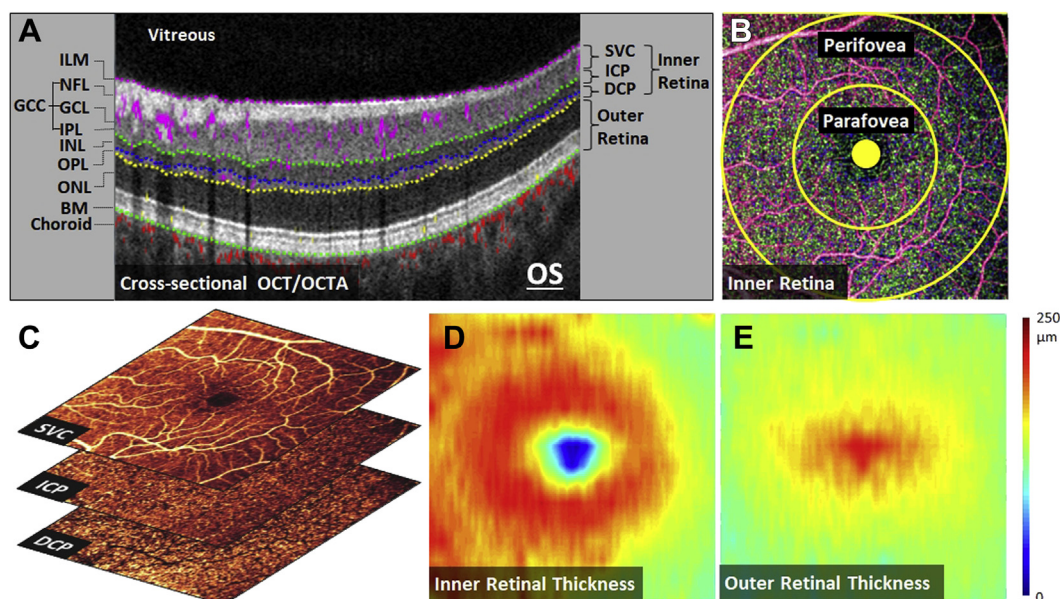 A
Vitreous
ILM
NFL
GCC
GCL
IPL
INL
OPL
ONL
BM
Choroid
SVC
ICP
DCP
Inner
Retina
Outer
Retina
Cross-sectional OCT/OCTA
OS
B
Perifovea
Parafovea
Inner Retina
C
SVC
ICP
DCP
D
Inner Retinal Thickness
E
Outer Retinal Thickness
250
μm
0